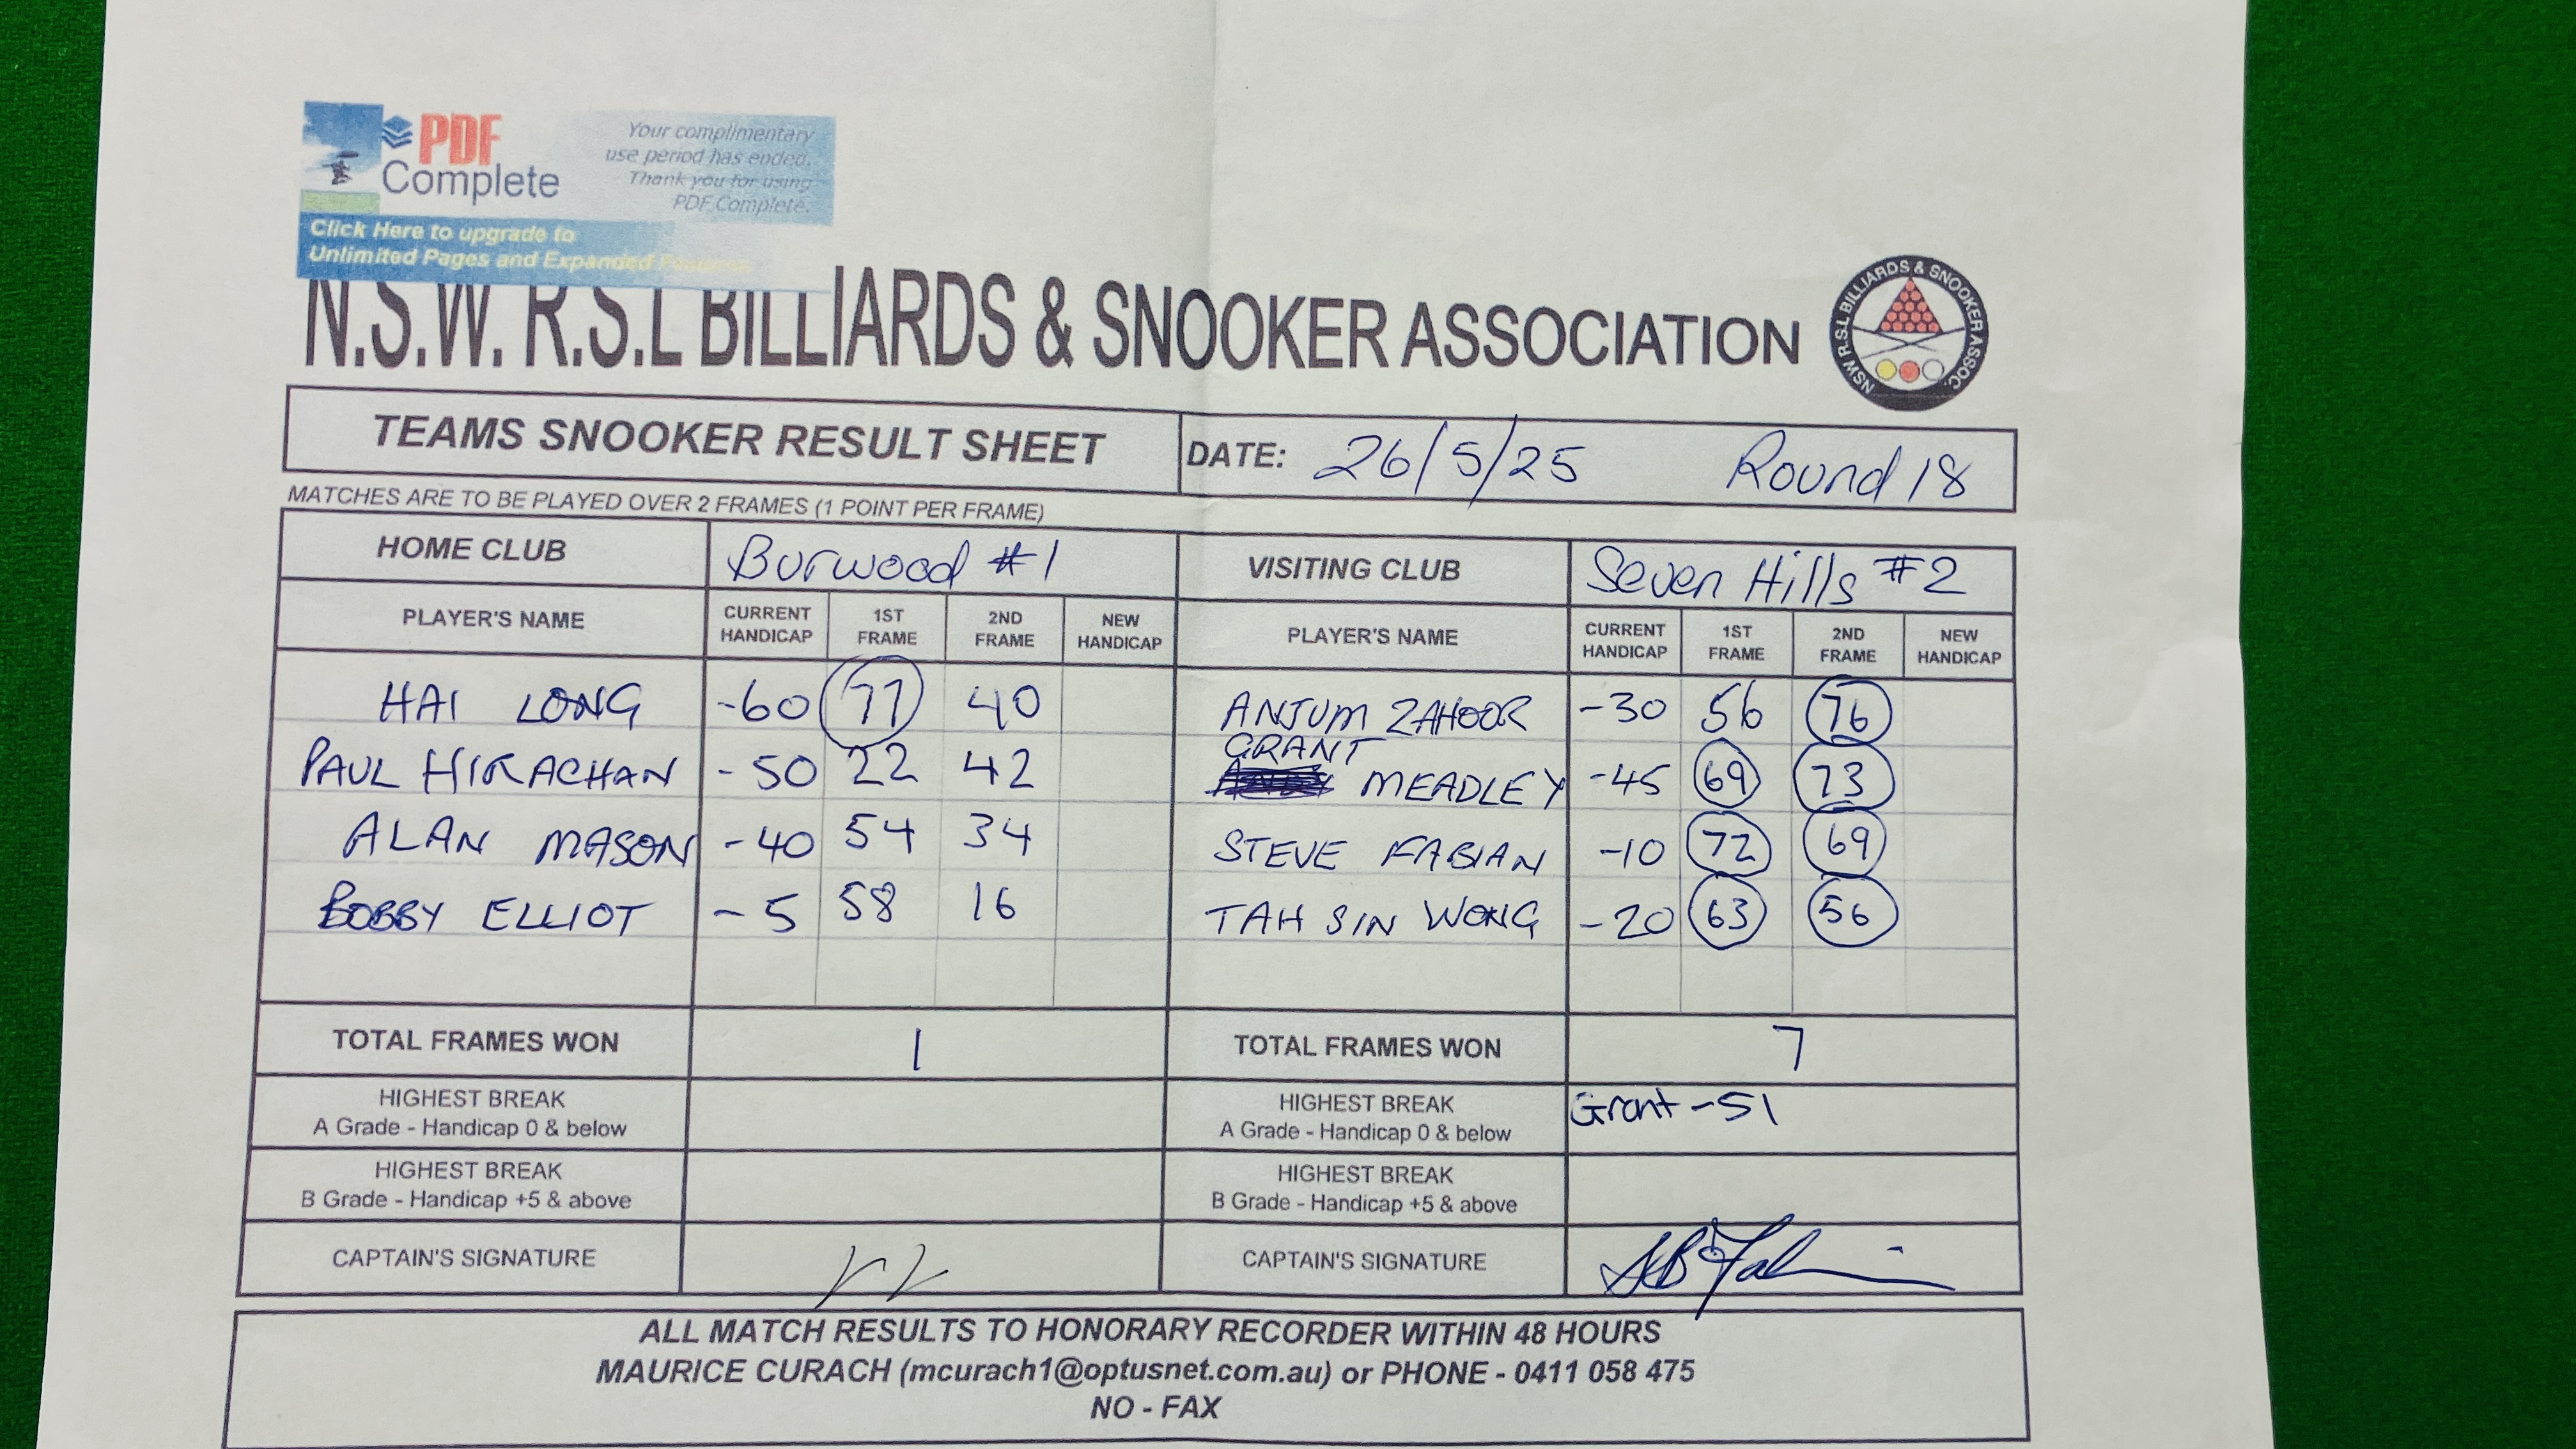 PDF Complete
Your complimentary
use period has ended.
Thank you for using
PDF Complete.
Click Here to upgrade to
Unlimited Pages and Expanded
N.S.W. R.S.L BILLIARDS & SNOOKER ASSOCIATION
NSW R.S.L BILLIARDS & SNOOKER ASSOC.
TEAMS SNOOKER RESULT SHEET DATE: 26/5/25 Round 18
MATCHES ARE TO BE PLAYED OVER 2 FRAMES (1 POINT PER FRAME)
HOME CLUB Burwood #1 VISITING CLUB Seven Hills #2
PLAYER'S NAME CURRENT HANDICAP 1ST FRAME 2ND FRAME NEW HANDICAP PLAYER'S NAME CURRENT HANDICAP 1ST FRAME 2ND FRAME NEW HANDICAP
HAI LONG -60 77 40 ANJUM ZAHOOR -30 56 76
PAUL HIRACHAN -50 22 42 GRANT MEADLEY -45 69 73
ALAN MASON -40 54 34 STEVE FABIAN -10 72 69
BOBBY ELLIOT -5 58 16 TAH SIN WONG -20 63 56
TOTAL FRAMES WON 1 TOTAL FRAMES WON 7
HIGHEST BREAK A Grade - Handicap 0 & below HIGHEST BREAK A Grade - Handicap 0 & below Grant -51
HIGHEST BREAK B Grade - Handicap +5 & above HIGHEST BREAK B Grade - Handicap +5 & above
CAPTAIN'S SIGNATURE CAPTAIN'S SIGNATURE
ALL MATCH RESULTS TO HONORARY RECORDER WITHIN 48 HOURS
MAURICE CURACH (mcurach1@optusnet.com.au) or PHONE - 0411 058 475
NO - FAX